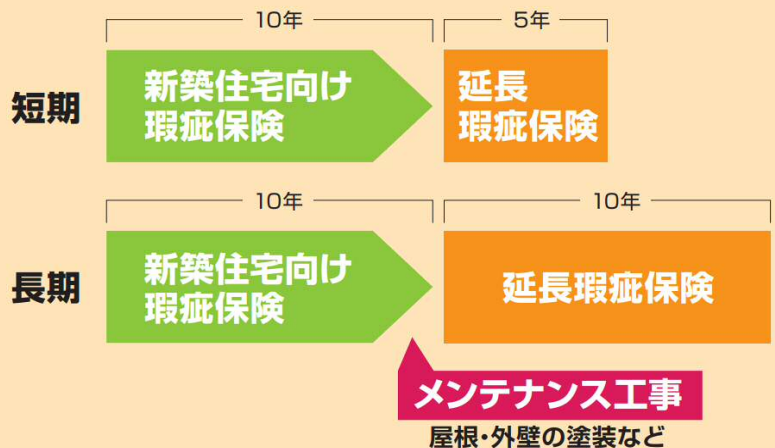 10年
5年
短期
新築住宅向け
瑕疵保険
延長
瑕疵保険
10年
10年
長期
新築住宅向け
瑕疵保険
延長瑕疵保険
メンテナンス工事
屋根・外壁の塗装など